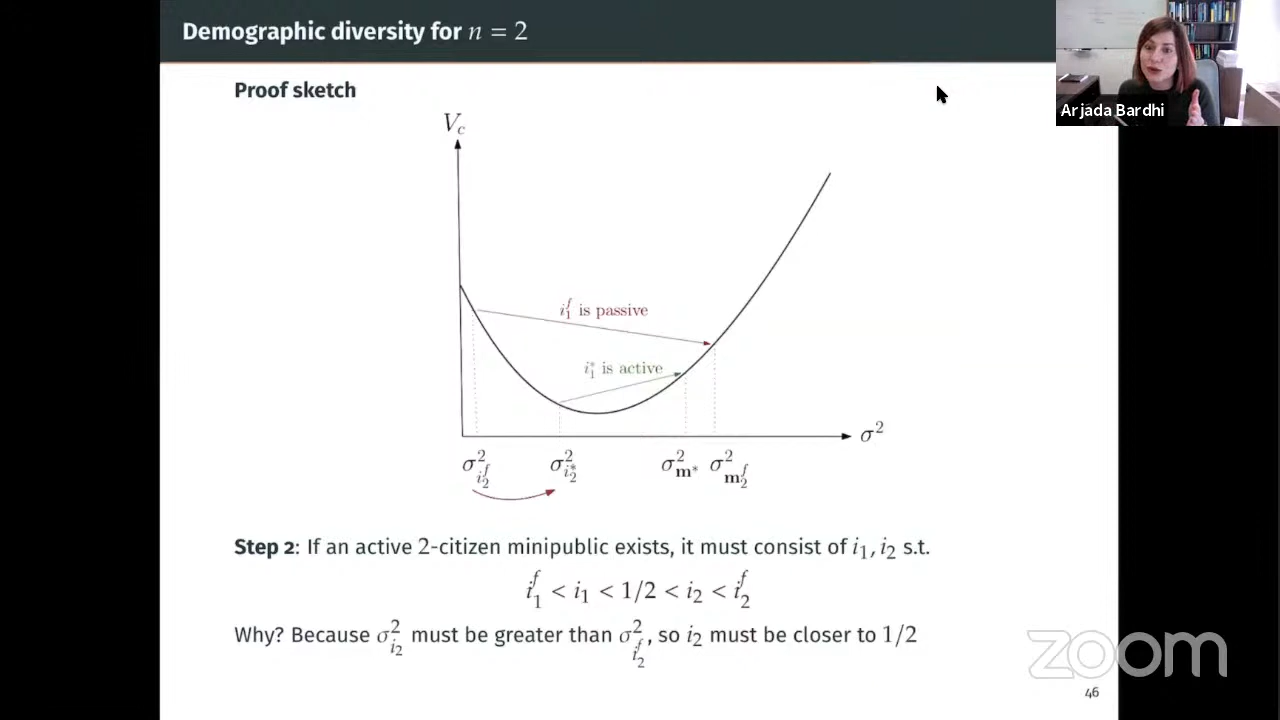 Demographic diversity for n = 2
Arjada Bardhi
Proof sketch
V_c
i_1^f is passive
i_1^* is active
σ^2
σ^2_{i_2^f} σ^2_{i_2^*} σ^2_{m^*} σ^2_{m_2^f}
Step 2: If an active 2-citizen minipublic exists, it must consist of i_1, i_2 s.t.
i_1^f < i_1 < 1/2 < i_2 < i_2^f
Why? Because σ^2_{i_2} must be greater than σ^2_{i_2^f}, so i_2 must be closer to 1/2
zoom
46